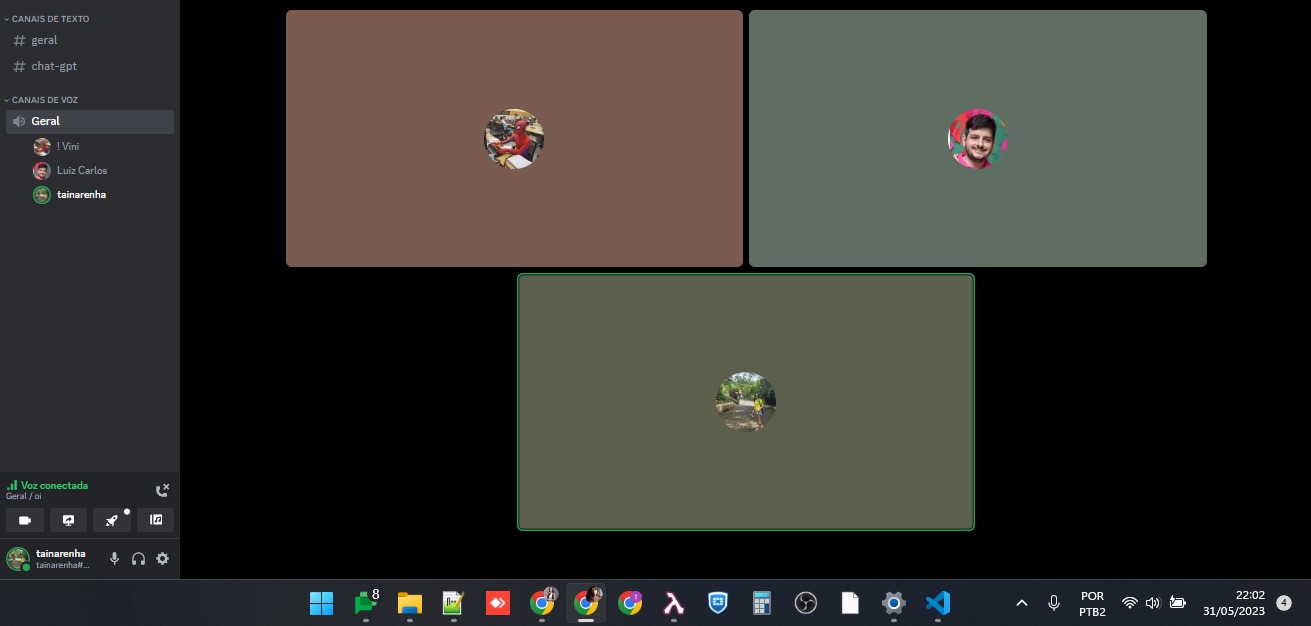 CANAIS DE TEXTO
# geral
# chat-gpt
CANAIS DE VOZ
Geral
! Vini
Luiz Carlos
tainarenha
Voz conectada
Geral / oi
tainarenha
tainarenha#...
8
POR
PTB2
22:02
31/05/2023
4